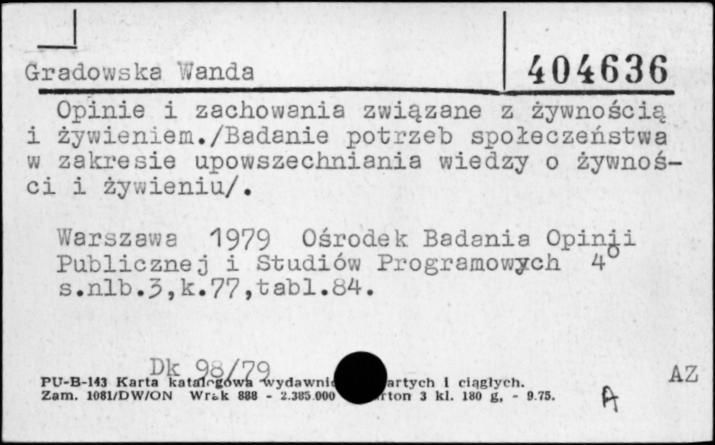 Gradowska Wanda 404636
Opinie i zachowania związane z żywnością
i żywieniem./Badanie potrzeb społeczeństwa
w zakresie upowszechniania wiedzy o żywnoś-
ci i żywieniu/.
Warszawa 1979 Ośrodek Badania Opinii
Publicznej i Studiów Programowych 4°
s.nlb.3,k.77,tabl.84.
Dk 98/79 AZ
PU-B-143 Karta katalogowa wydawnic artych i ciągłych.
Zam. 1081/DW/ON 888 - 2.385.000 rton 3 kl. 180 g, - 9.75.
A